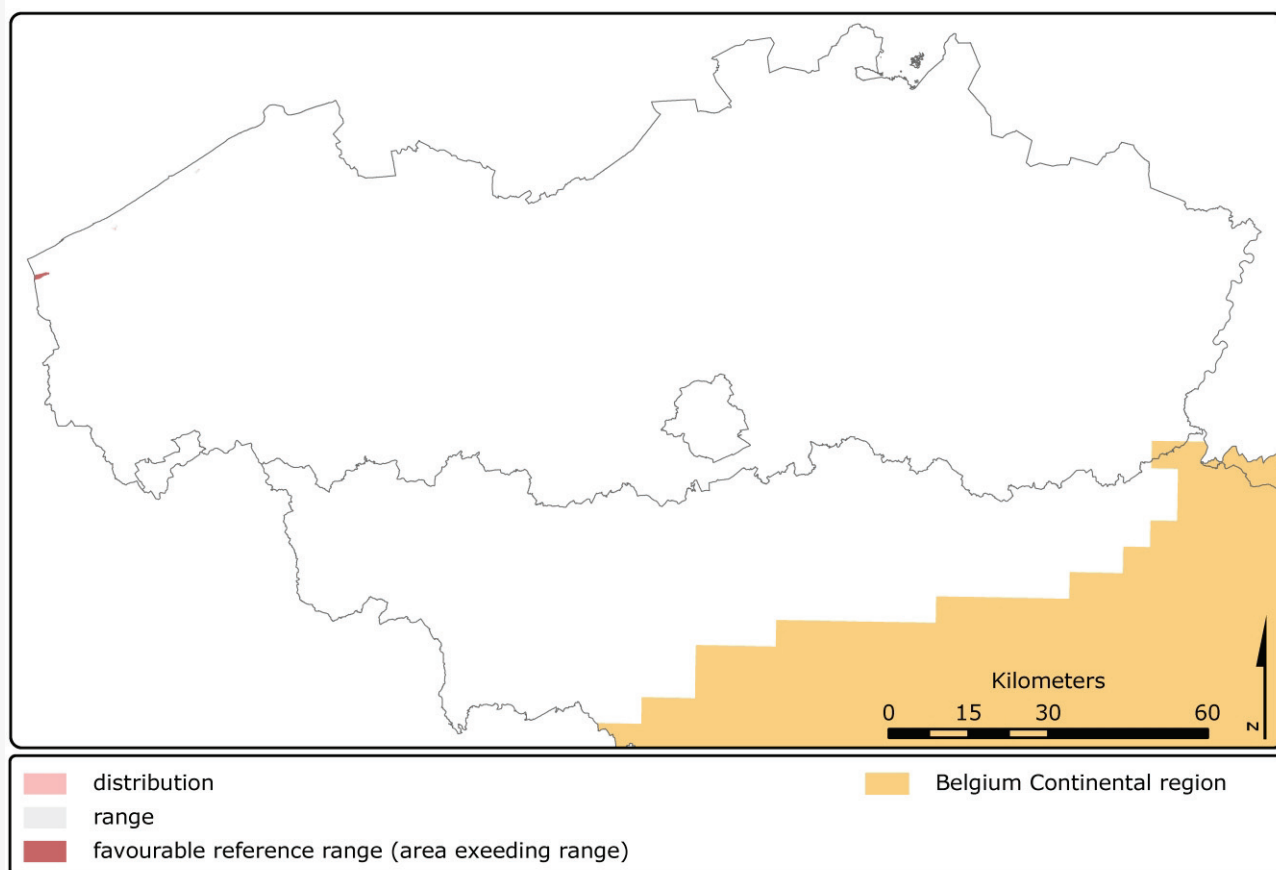 Kilometers
0 15 30 60
z
distribution
range
favourable reference range (area exeeding range)
Belgium Continental region